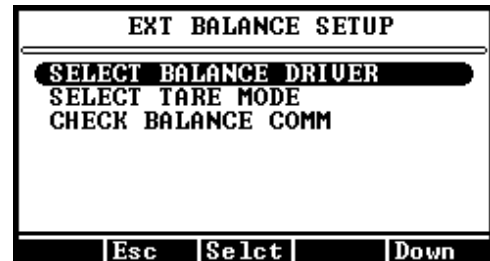 EXT BALANCE SETUP
SELECT BALANCE DRIVER
SELECT TARE MODE
CHECK BALANCE COMM
Esc Selct Down